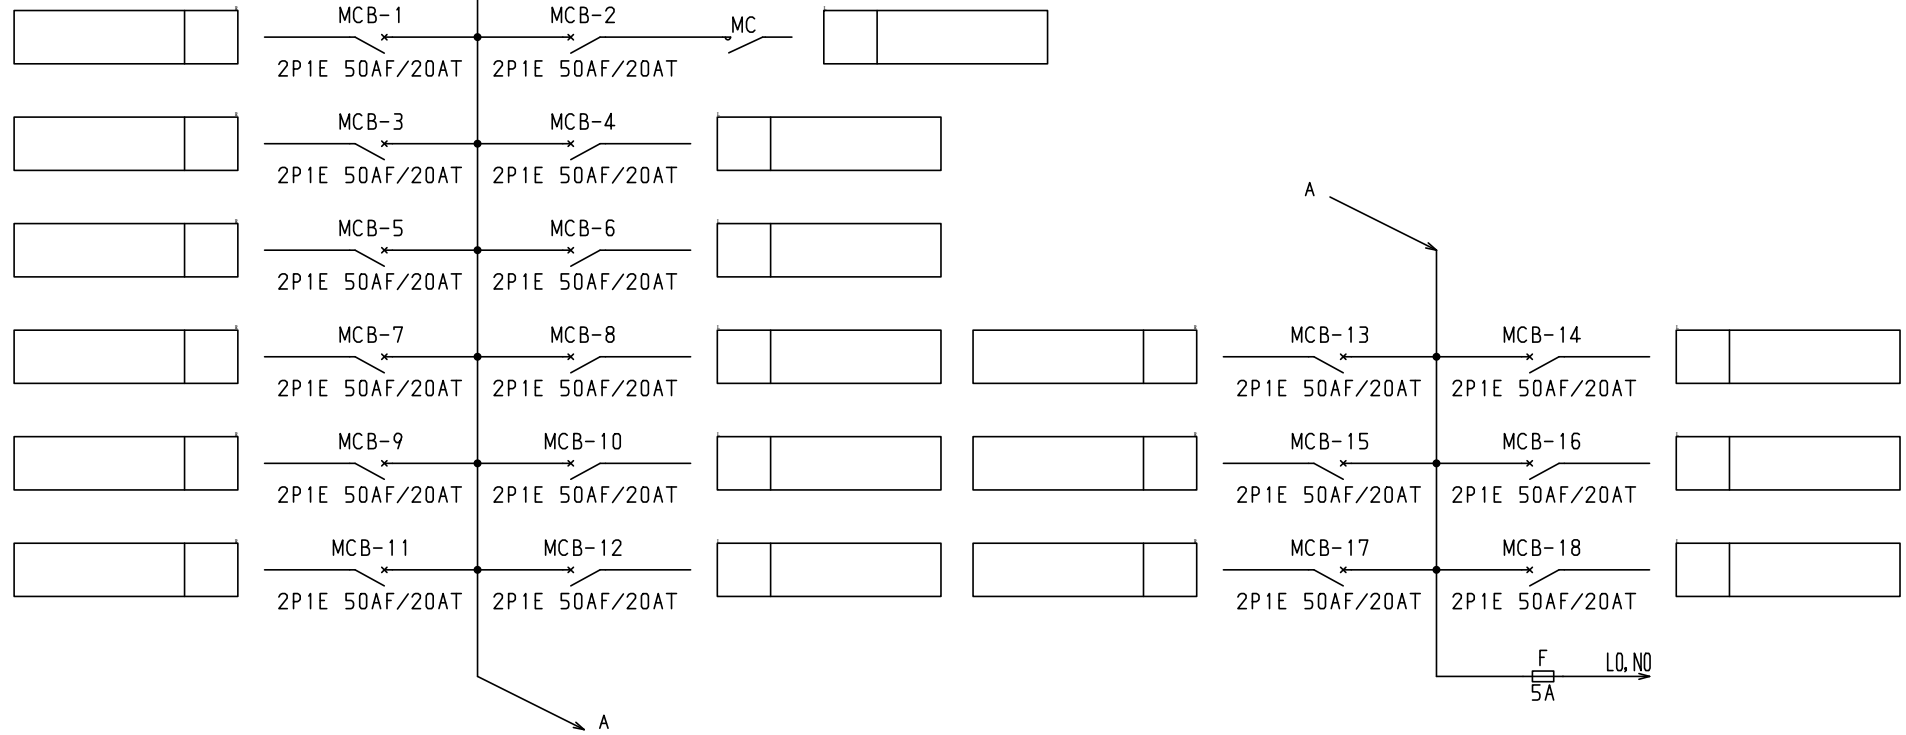 MCB-1 MCB-2 MC
2P1E 50AF/20AT 2P1E 50AF/20AT
MCB-3 MCB-4
2P1E 50AF/20AT 2P1E 50AF/20AT
A
MCB-5 MCB-6
2P1E 50AF/20AT 2P1E 50AF/20AT
MCB-7 MCB-8 MCB-13 MCB-14
2P1E 50AF/20AT 2P1E 50AF/20AT 2P1E 50AF/20AT 2P1E 50AF/20AT
MCB-9 MCB-10 MCB-15 MCB-16
2P1E 50AF/20AT 2P1E 50AF/20AT 2P1E 50AF/20AT 2P1E 50AF/20AT
MCB-11 MCB-12 MCB-17 MCB-18
2P1E 50AF/20AT 2P1E 50AF/20AT 2P1E 50AF/20AT 2P1E 50AF/20AT
F L0,N0
5A
A